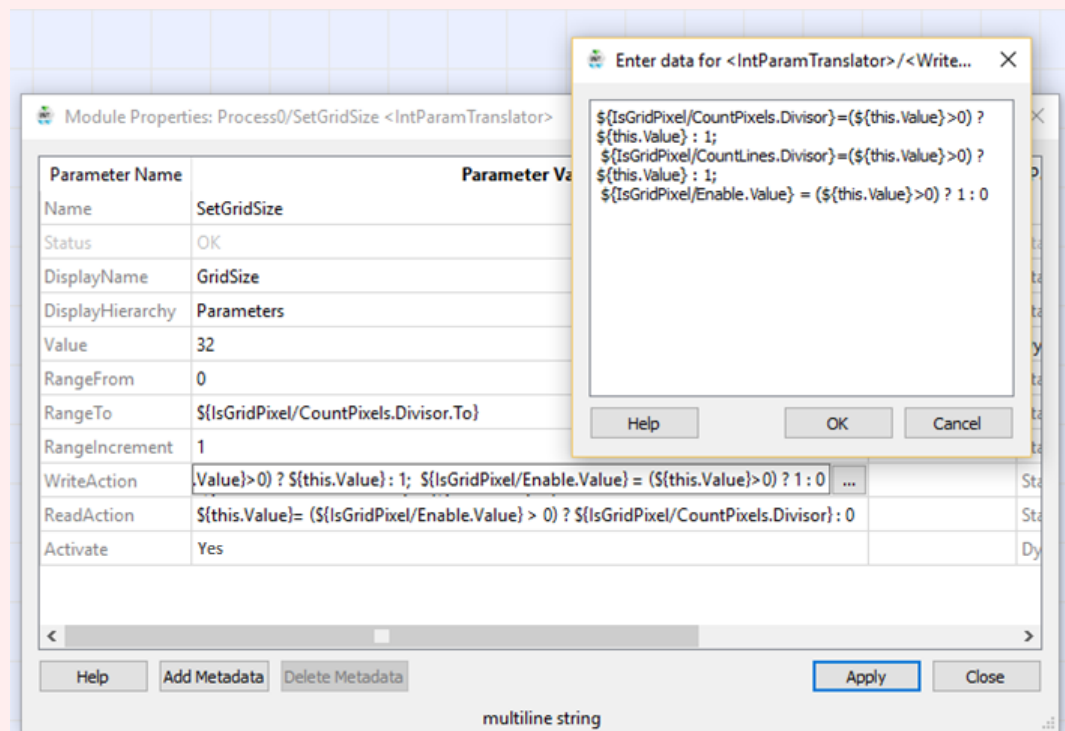 Enter data for <IntParamTranslator>/<Write...
${IsGridPixel/CountPixels.Divisor}=(${this.Value}>0) ?
${this.Value} : 1;
${IsGridPixel/CountLines.Divisor}=(${this.Value}>0) ?
${this.Value} : 1;
${IsGridPixel/Enable.Value} = (${this.Value}>0) ? 1 : 0
Help OK Cancel
Module Properties: Process0/SetGridSize <IntParamTranslator>
Parameter Name Parameter Va
Name SetGridSize
Status OK
DisplayName GridSize
DisplayHierarchy Parameters
Value 32
RangeFrom 0
RangeTo ${IsGridPixel/CountPixels.Divisor.To}
RangeIncrement 1
WriteAction .Value}>0) ? ${this.Value} : 1; ${IsGridPixel/Enable.Value} = (${this.Value}>0) ? 1 : 0 ... Sta
ReadAction ${this.Value}= (${IsGridPixel/Enable.Value} > 0) ? ${IsGridPixel/CountPixels.Divisor} : 0 Sta
Activate Yes Dy
Help Add Metadata Delete Metadata Apply Close
multiline string